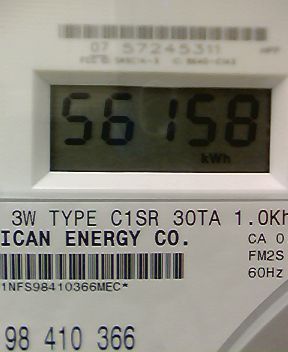 07 57245311
56158
kWh
3W TYPE C1SR 30TA 1.0Kh
ICAN ENERGY CO.
CA 0
FM2S
60Hz
1NFS98410366MEC*
98 410 366